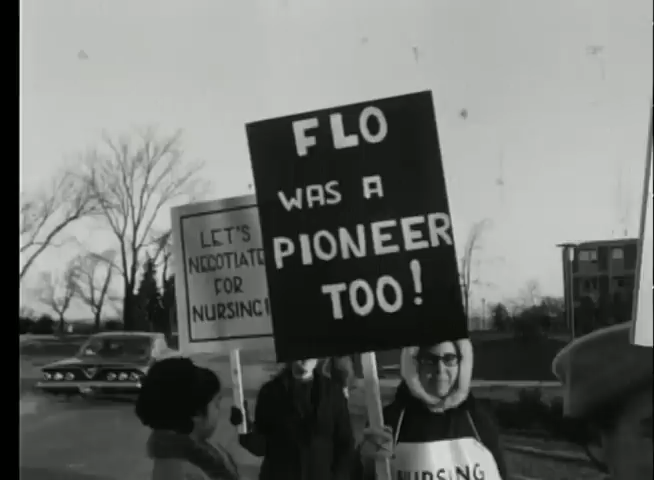 FLO
WAS A
PIONEER
TOO!
LET'S
NEGOTIATE
FOR
NURSING!
NURSING